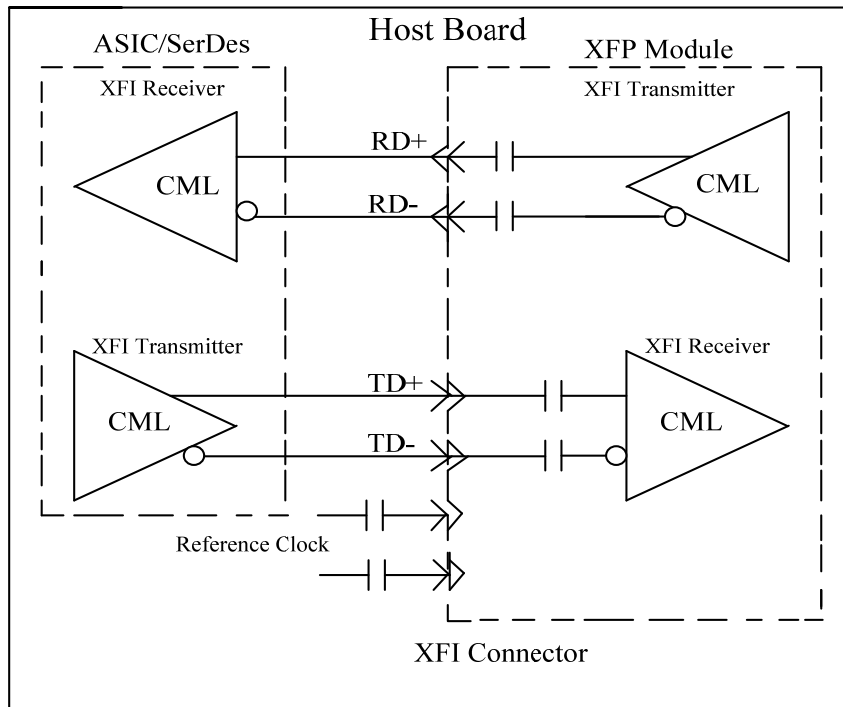 Host Board
ASIC/SerDes
XFP Module
XFI Receiver
XFI Transmitter
RD+
CML
CML
RD-
XFI Transmitter
XFI Receiver
TD+
CML
CML
TD-
Reference Clock
XFI Connector